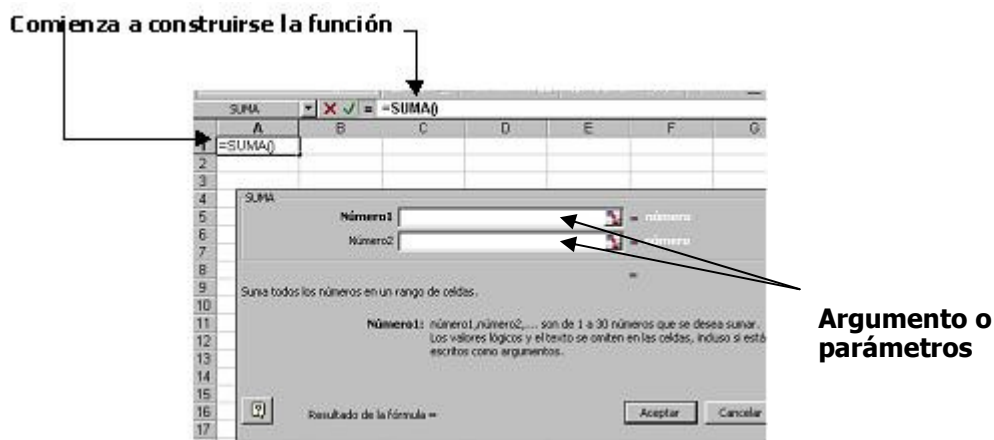 Comienza a construirse la función
SUMA
=
=SUMA()
A B C D E F G
1 =SUMA()
2
3
4 SUMA
5 Número1 = número
6 Número2 = número
7
8 =
9 Suma todos los números en un rango de celdas.
10
11 Número1: número1,número2,... son de 1 a 30 números que se desea sumar.
12 Los valores lógicos y el texto se omiten en las celdas, incluso si está
13 escritos como argumentos.
14
15
16 Resultado de la fórmula = Aceptar Cancelar
17
Argumento o
parámetros